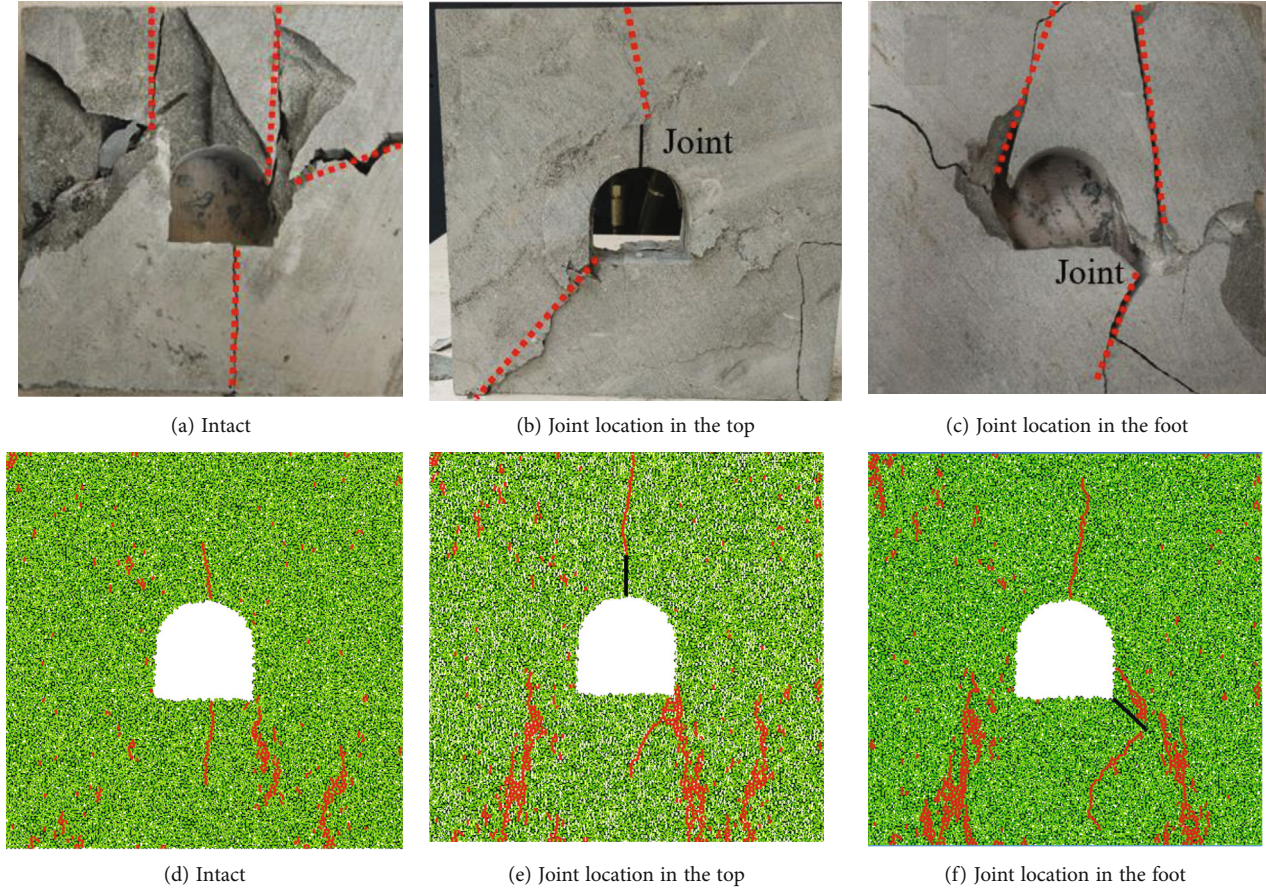 Joint
Joint
(a) Intact
(b) Joint location in the top
(c) Joint location in the foot
(d) Intact
(e) Joint location in the top
(f) Joint location in the foot